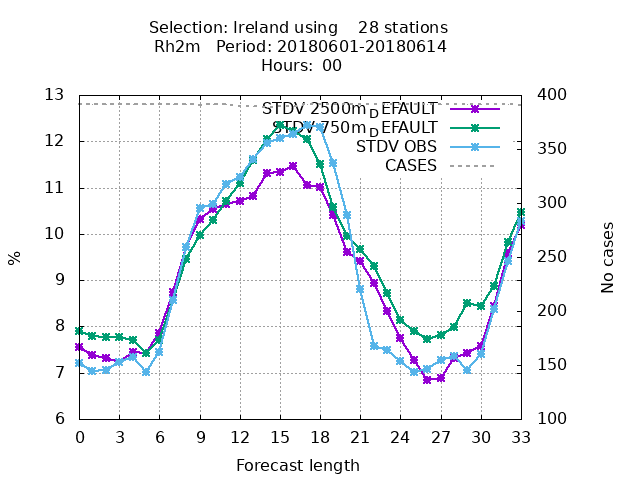 Selection: Ireland using    28 stations
Rh2m   Period: 20180601-20180614
Hours: 00
13
12
11
10
9
8
7
6
400
350
300
250
200
150
100
STDV 2500m_DEFAULT
STDV 750m_DEFAULT
STDV OBS
CASES
%
No cases
0 3 6 9 12 15 18 21 24 27 30 33
Forecast length